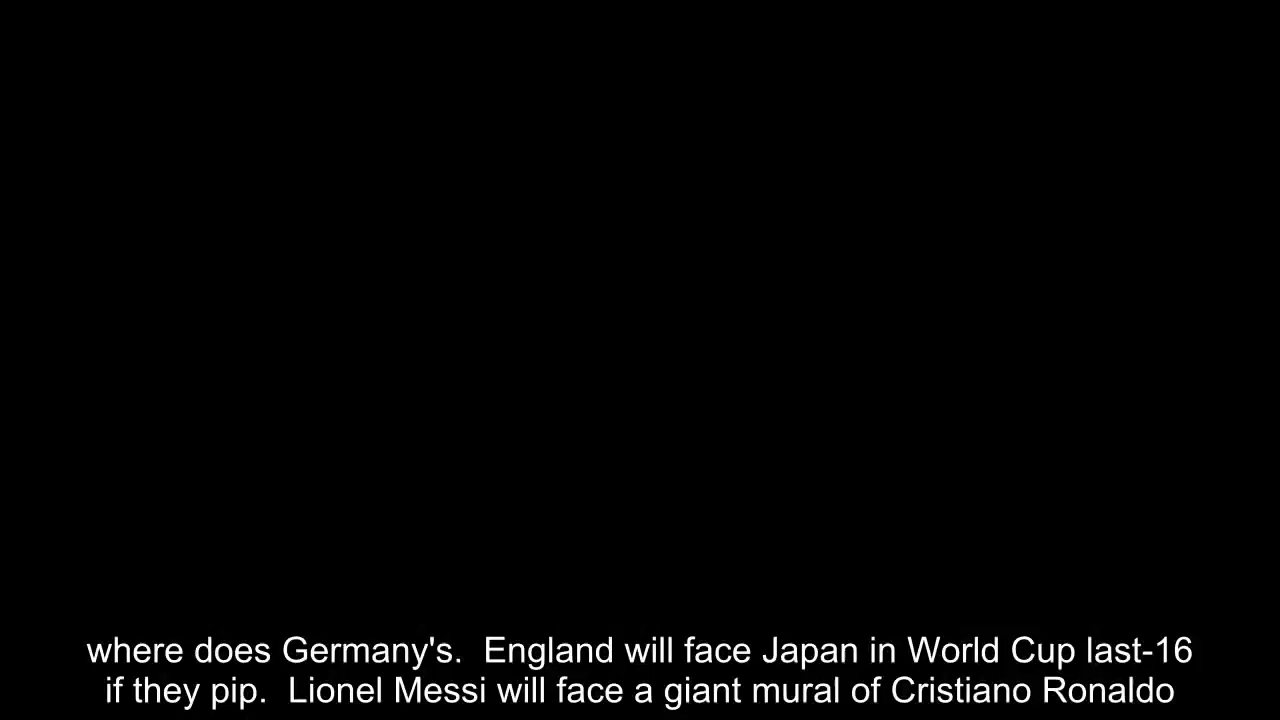 where does Germany's.  England will face Japan in World Cup last-16
if they pip.  Lionel Messi will face a giant mural of Cristiano Ronaldo